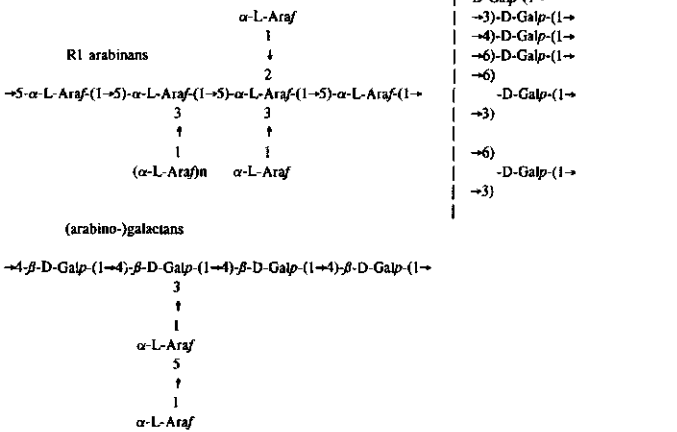 D-Galp-(1→
α-L-Araf
→3)-D-Galp-(1→
1
→4)-D-Galp-(1→
R1 arabinans
↓
→6)-D-Galp-(1→
2
→6)
→5-α-L-Araf-(1→5)-α-L-Araf-(1→5)-α-L-Araf-(1→5)-α-L-Araf-(1→
-D-Galp-(1→
3 3
→3)
↑ ↑
1 1
→6)
(α-L-Araf)n α-L-Araf
-D-Galp-(1→
→3)
(arabino-)galactans
→4-β-D-Galp-(1→4)-β-D-Galp-(1→4)-β-D-Galp-(1→4)-β-D-Galp-(1→
3
↑
1
α-L-Araf
5
↑
1
α-L-Araf